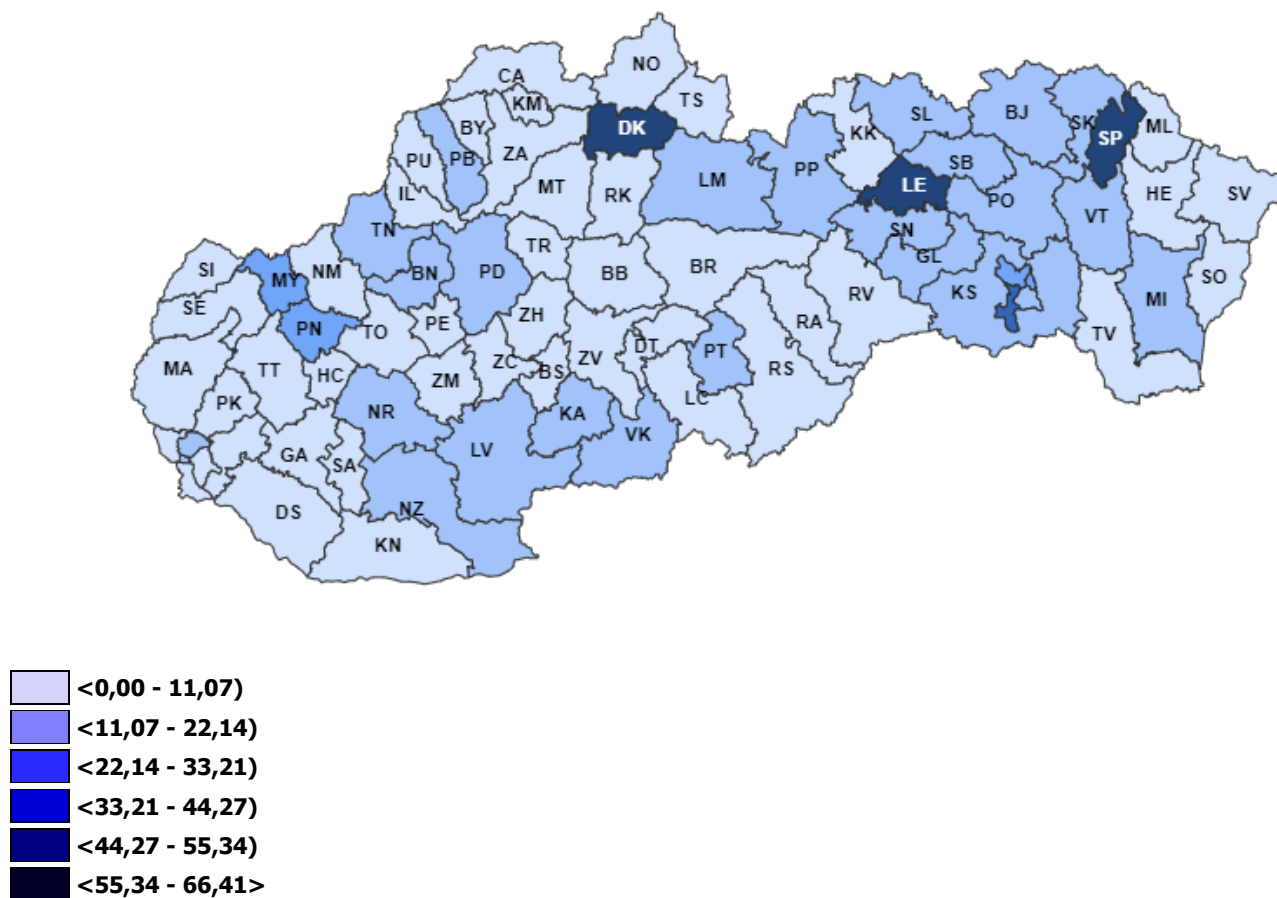 NO
CA
TS
KM
DK
BY
PU
PB
ZA
MT
IL
RK
LM
PP
KK
SL
BJ
SK
SP
ML
LE
SB
PO
HE
SV
VT
TN
TR
SN
GL
SI
MY
NM
BN
PD
BB
BR
RV
KS
MI
SO
SE
PN
TO
PE
ZH
RA
TV
MA
TT
HC
ZM
ZC
BS
ZV
DT
PT
RS
PK
NR
KA
LC
VK
GA
SA
LV
DS
NZ
KN
<0,00 - 11,07)
<11,07 - 22,14)
<22,14 - 33,21)
<33,21 - 44,27)
<44,27 - 55,34)
<55,34 - 66,41>